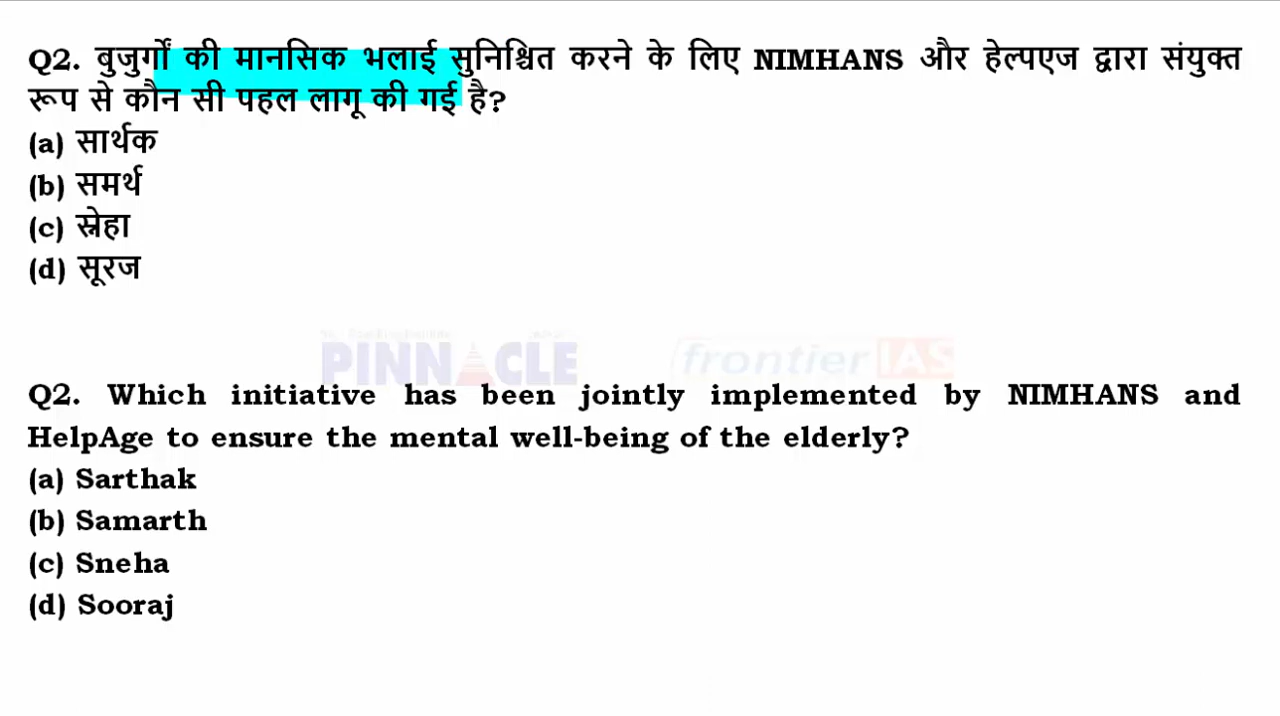 Q2. बुजुर्गों की मानसिक भलाई सुनिश्चित करने के लिए NIMHANS और हेल्पएज द्वारा संयुक्त
रूप से कौन सी पहल लागू की गई है?
(a) सार्थक
(b) समर्थ
(c) स्नेहा
(d) सूरज
PINNACLE frontier IAS
Q2. Which initiative has been jointly implemented by NIMHANS and
HelpAge to ensure the mental well-being of the elderly?
(a) Sarthak
(b) Samarth
(c) Sneha
(d) Sooraj